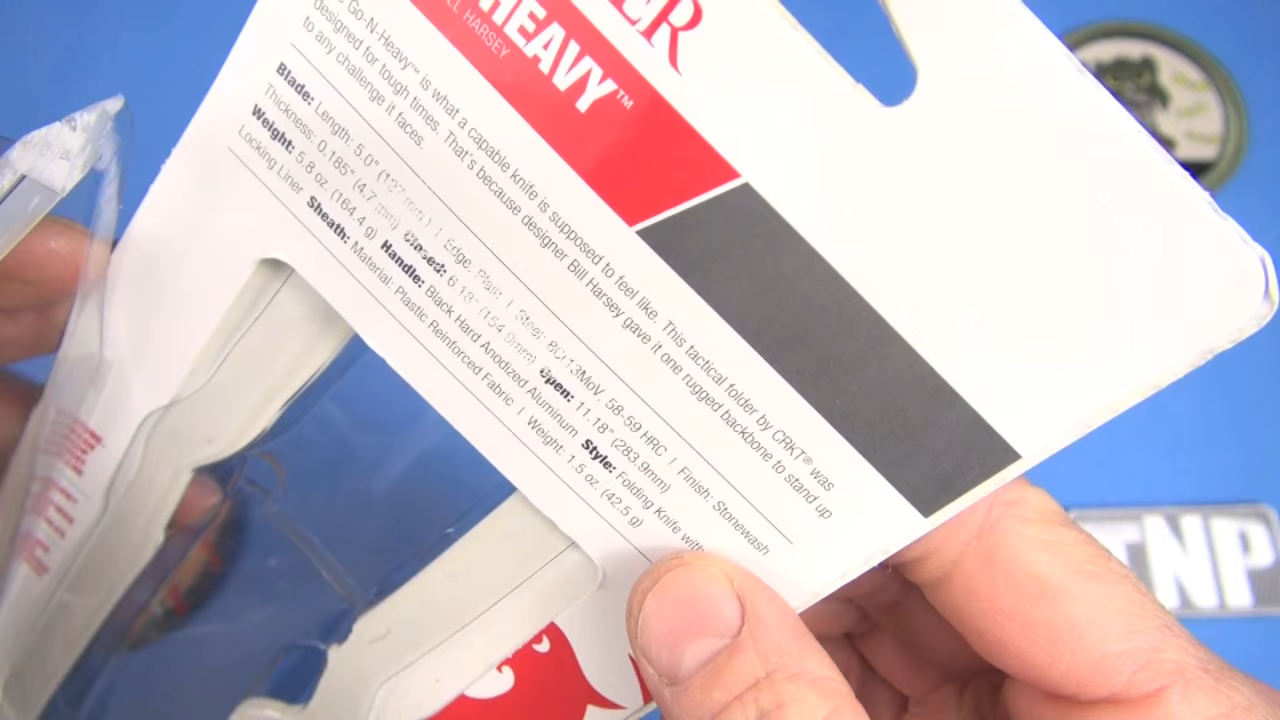 ER
HEAVY™
LL HARSEY
Go-N-Heavy™ is what a capable knife is supposed to feel like. This tactical folder by CRKT® was
designed for tough times. That's because designer Bill Harsey gave it one rugged backbone to stand up
to any challenge it faces.
Blade: Length: 5.0" (127mm) | Edge: Plain | Steel: 8Cr13MoV, 58-59 HRC | Finish: Stonewash
Thickness: 0.185" (4.7 mm) Closed: 6.13" (154.9mm) Open: 11.18" (283.9mm)
Weight: 5.8 oz. (164.4 g) Handle: Black Hard Anodized Aluminum Style: Folding Knife with
Locking Liner Sheath: Material: Plastic Reinforced Fabric | Weight: 1.5 oz. (42.5 g)
TNP